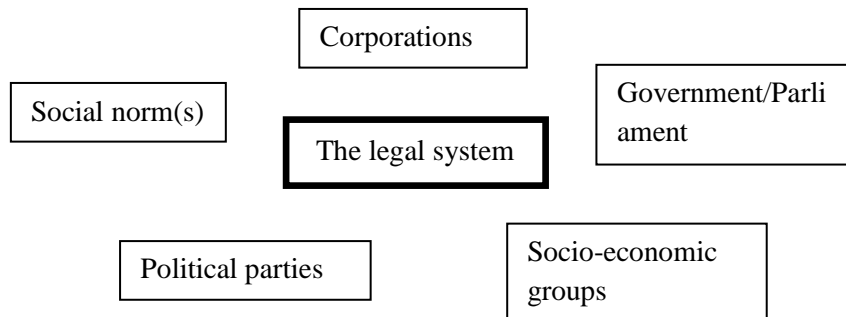 Corporations
Social norm(s)
Government/Parli
ament
The legal system
Political parties
Socio-economic
groups